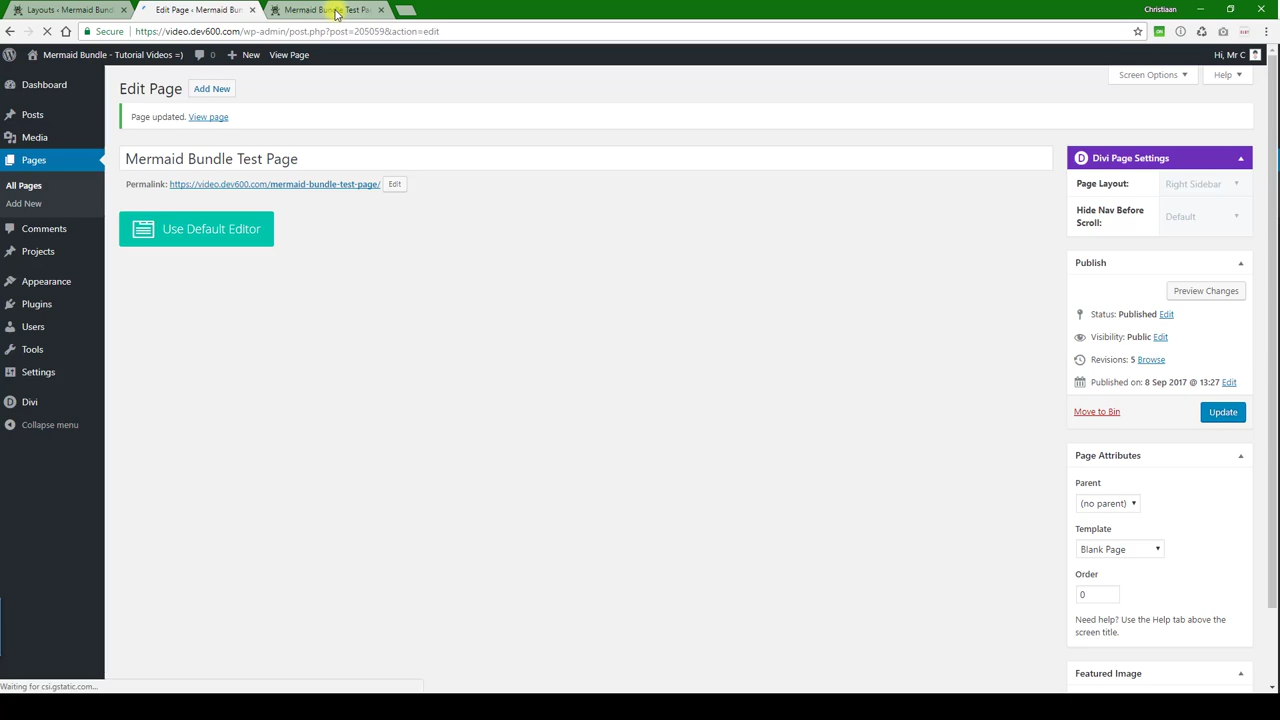 Layouts ‹ Mermaid Bund
Edit Page ‹ Mermaid Bun
Mermaid Bundle Test Pa
Christiaan
Secure
https://video.dev600.com/wp-admin/post.php?post=205059&action=edit
Mermaid Bundle - Tutorial Videos =)
0
New
View Page
Hi, Mr C
Dashboard
Posts
Media
Pages
All Pages
Add New
Comments
Projects
Appearance
Plugins
Users
Tools
Settings
Divi
Collapse menu
Screen Options
Help
Edit Page
Add New
Page updated. View page
Mermaid Bundle Test Page
Permalink: https://video.dev600.com/mermaid-bundle-test-page/ Edit
Use Default Editor
Divi Page Settings
Page Layout: Right Sidebar
Hide Nav Before
Scroll:
Default
Publish
Preview Changes
Status: Published Edit
Visibility: Public Edit
Revisions: 5 Browse
Published on: 8 Sep 2017 @ 13:27 Edit
Move to Bin
Update
Page Attributes
Parent
(no parent)
Template
Blank Page
Order
0
Need help? Use the Help tab above the
screen title.
Featured Image
Waiting for csi.gstatic.com...